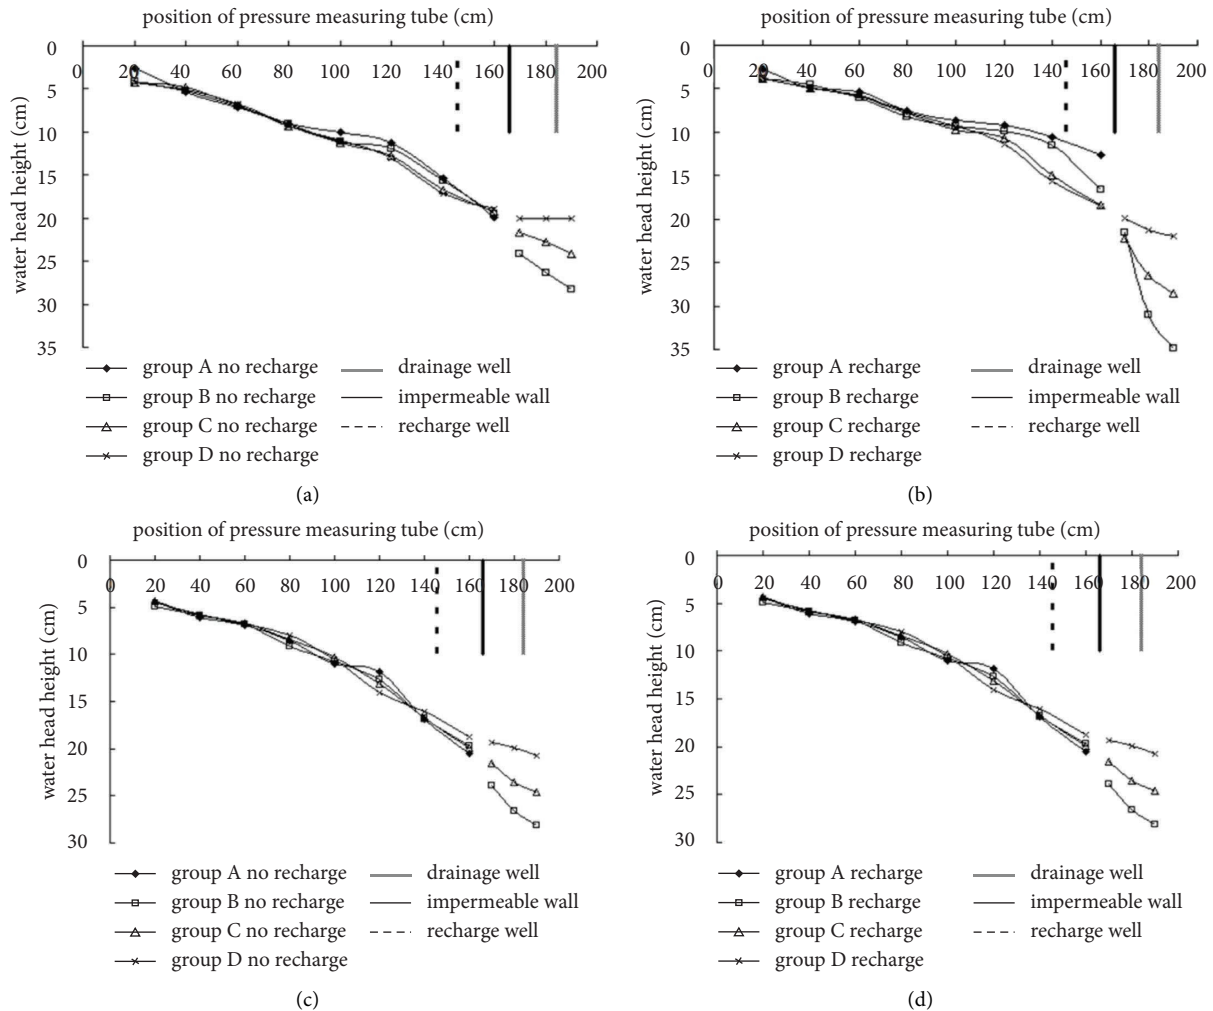 position of pressure measuring tube (cm)
0
0 20 40 60 80 100 120 140 160 180 200
5
10
15
20
25
30
35
water head height (cm)
group A no recharge
group B no recharge
group C no recharge
group D no recharge
drainage well
impermeable wall
recharge well
(a)
position of pressure measuring tube (cm)
0
0 20 40 60 80 100 120 140 160 180 200
5
10
15
20
25
30
35
water head height (cm)
group A recharge
group B recharge
group C recharge
group D recharge
drainage well
impermeable wall
recharge well
(b)
position of pressure measuring tube (cm)
0
0 20 40 60 80 100 120 140 160 180 200
5
10
15
20
25
30
water head height (cm)
group A no recharge
group B no recharge
group C no recharge
group D no recharge
drainage well
impermeable wall
recharge well
(c)
position of pressure measuring tube (cm)
0
0 20 40 60 80 100 120 140 160 180 200
5
10
15
20
25
30
water head height (cm)
group A recharge
group B recharge
group C recharge
group D recharge
drainage well
impermeable wall
recharge well
(d)